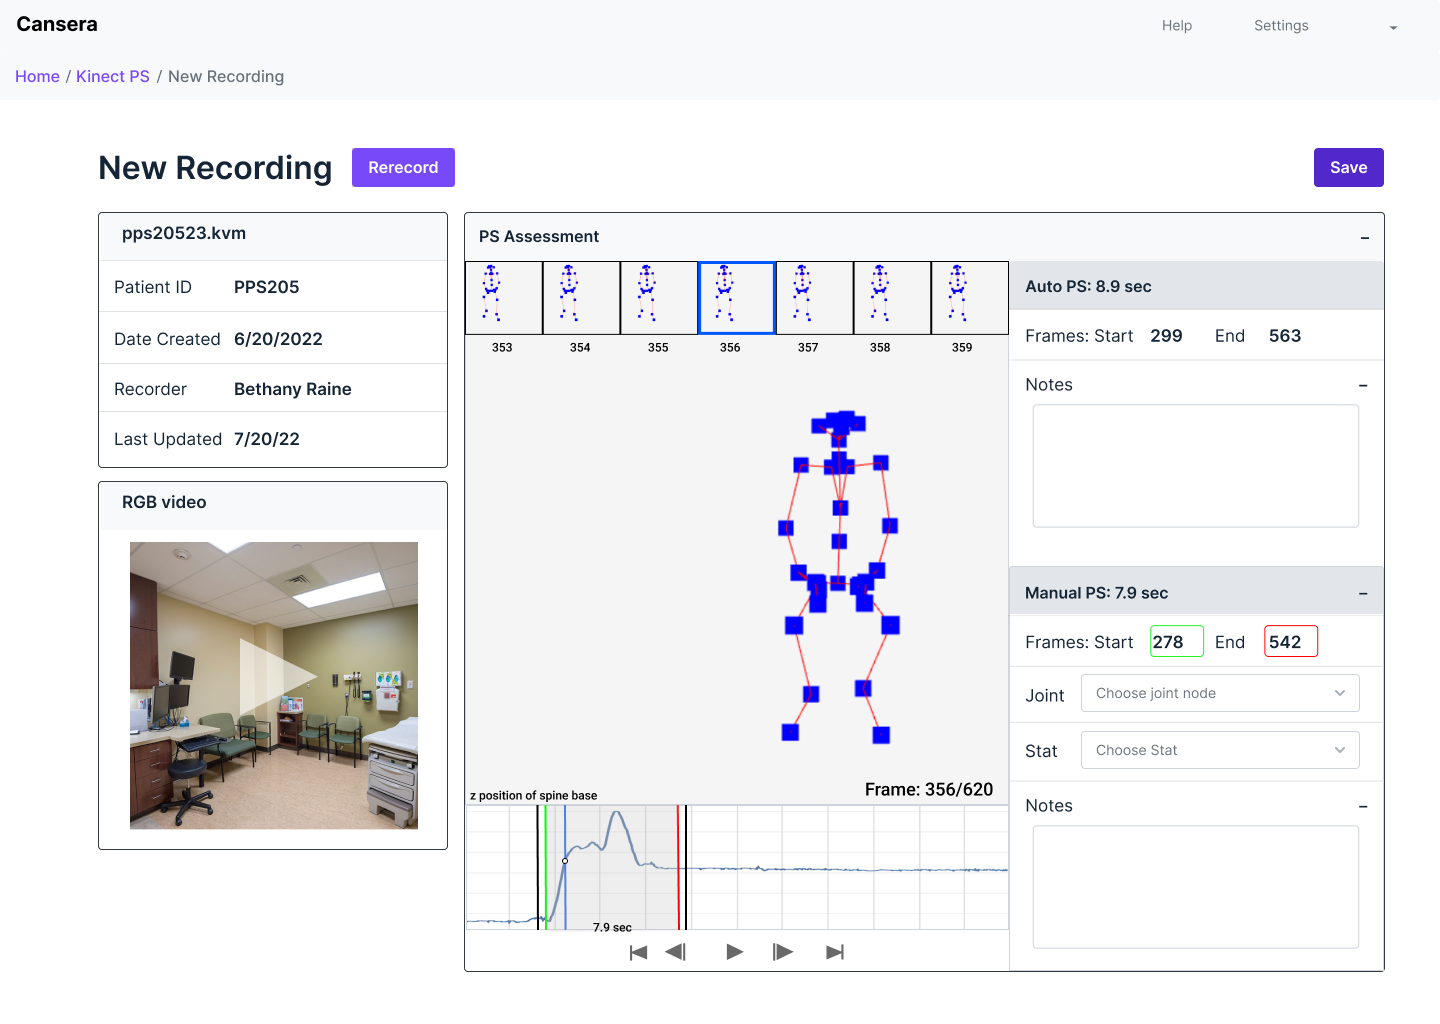 Cansera
Help Settings
Home / Kinect PS / New Recording
New Recording
Rerecord
Save
pps20523.kvm
Patient ID PPS205
Date Created 6/20/2022
Recorder Bethany Raine
Last Updated 7/20/22
RGB video
PS Assessment
353 354 355 356 357 358 359
Frame: 356/620
z position of spine base
7.9 sec
Auto PS: 8.9 sec
Frames: Start 299 End 563
Notes
Manual PS: 7.9 sec
Frames: Start 278 End 542
Joint Choose joint node
Stat Choose Stat
Notes